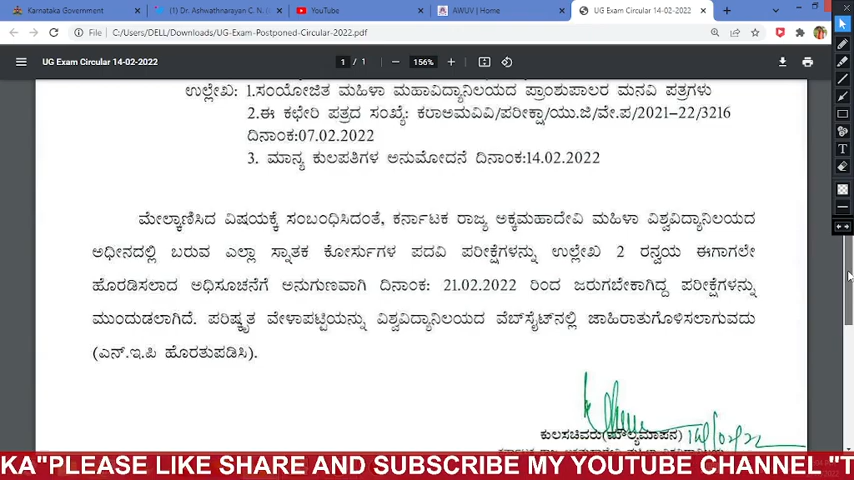 Karnataka Government
(1) Dr. Ashwathnarayan C. N. (
YouTube
AWUV | Home
UG Exam Circular 14-02-2022
File | C:/Users/DELL/Downloads/UG-Exam-Postponed-Circular-2022.pdf
UG Exam Circular 14-02-2022
1 / 1
156%
ಉಲ್ಲೇಖ: 1.ಸಂಯೋಜಿತ ಮಹಿಳಾ ಮಹಾವಿದ್ಯಾನಿಲಯದ ಪ್ರಾಂಶುಪಾಲರ ಮನವಿ ಪತ್ರಗಳು
2.ಈ ಕಛೇರಿ ಪತ್ರದ ಸಂಖ್ಯೆ: ಕರಾಅಮವಿವಿ/ಪರೀಕ್ಷಾ/ಯು.ಜಿ/ವೇ.ಪ/2021-22/3216
ದಿನಾಂಕ:07.02.2022
3. ಮಾನ್ಯ ಕುಲಪತಿಗಳ ಅನುಮೋದನೆ ದಿನಾಂಕ:14.02.2022
ಮೇಲ್ಕಾಣಿಸಿದ ವಿಷಯಕ್ಕೆ ಸಂಬಂಧಿಸಿದಂತೆ, ಕರ್ನಾಟಕ ರಾಜ್ಯ ಅಕ್ಕಮಹಾದೇವಿ ಮಹಿಳಾ ವಿಶ್ವವಿದ್ಯಾನಿಲಯದ
ಅಧೀನದಲ್ಲಿ ಬರುವ ಎಲ್ಲಾ ಸ್ನಾತಕ ಕೋರ್ಸುಗಳ ಪದವಿ ಪರೀಕ್ಷೆಗಳನ್ನು ಉಲ್ಲೇಖ 2 ರನ್ವಯ ಈಗಾಗಲೇ
ಹೊರಡಿಸಲಾದ ಅಧಿಸೂಚನೆಗೆ ಅನುಗುಣವಾಗಿ ದಿನಾಂಕ: 21.02.2022 ರಿಂದ ಜರುಗಬೇಕಾಗಿದ್ದ ಪರೀಕ್ಷೆಗಳನ್ನು
ಮುಂದುಡಲಾಗಿದೆ. ಪರಿಷ್ಕೃತ ವೇಳಾಪಟ್ಟಿಯನ್ನು ವಿಶ್ವವಿದ್ಯಾನಿಲಯದ ವೆಬ್‌ಸೈಟ್‌ನಲ್ಲಿ ಜಾಹಿರಾತುಗೊಳಿಸಲಾಗುವದು
(ಎನ್.ಇ.ಪಿ ಹೊರತುಪಡಿಸಿ).
ಕುಲಸಚಿವರು(ಮೌಲ್ಯಮಾಪನ) 14/02/22
KA"PLEASE LIKE SHARE AND SUBSCRIBE MY YOUTUBE CHANNEL "T